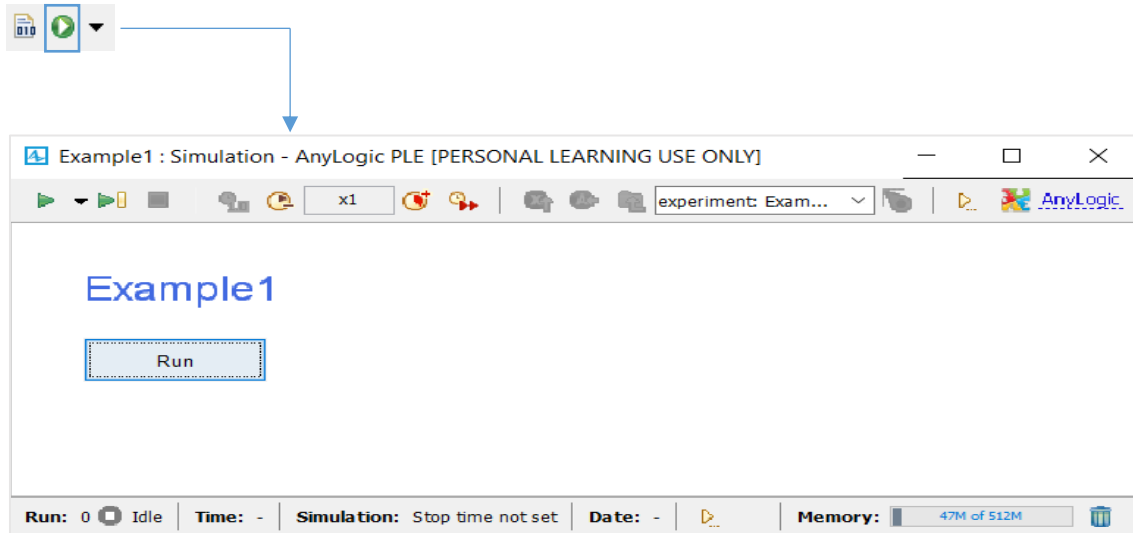 010
Example1 : Simulation - AnyLogic PLE [PERSONAL LEARNING USE ONLY]
x1 experiment: Exam... AnyLogic
Example1
Run
Run: 0 Idle Time: - Simulation: Stop time not set Date: - Memory: 47M of 512M